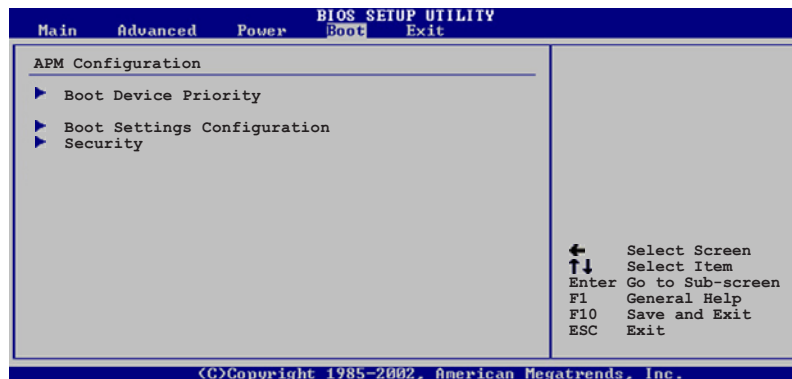 BIOS SETUP UTILITY
Main Advanced Power Boot Exit
APM Configuration
Boot Device Priority
Boot Settings Configuration
Security
← Select Screen
↑↓ Select Item
Enter Go to Sub-screen
F1 General Help
F10 Save and Exit
ESC Exit
(C)Copyright 1985-2002, American Megatrends, Inc.